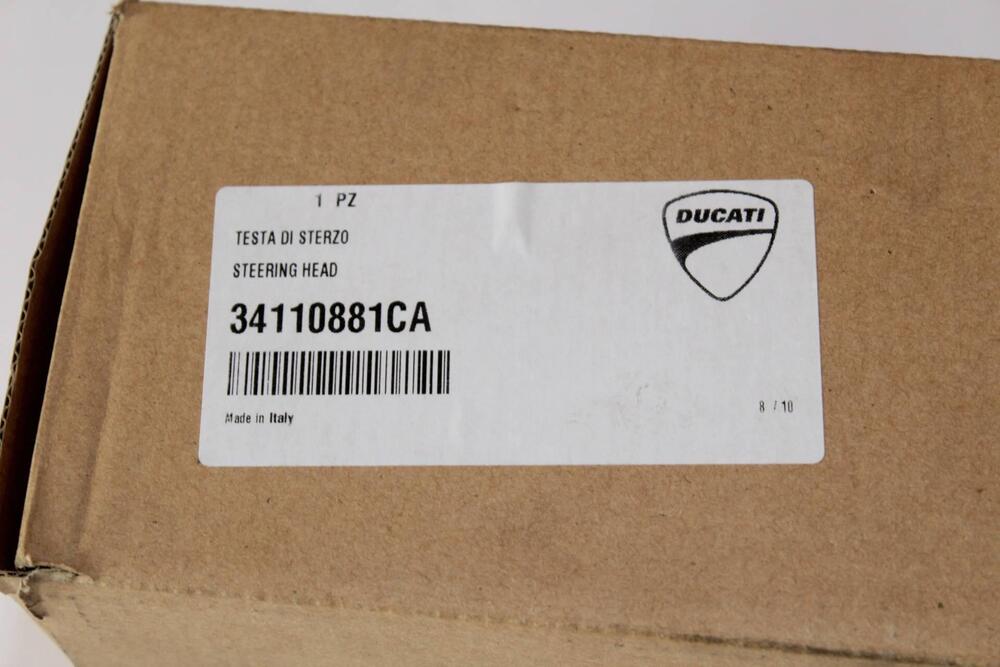 1 PZ
DUCATI
TESTA DI STERZO
STEERING HEAD
34110881CA
Made in Italy
8 / 10